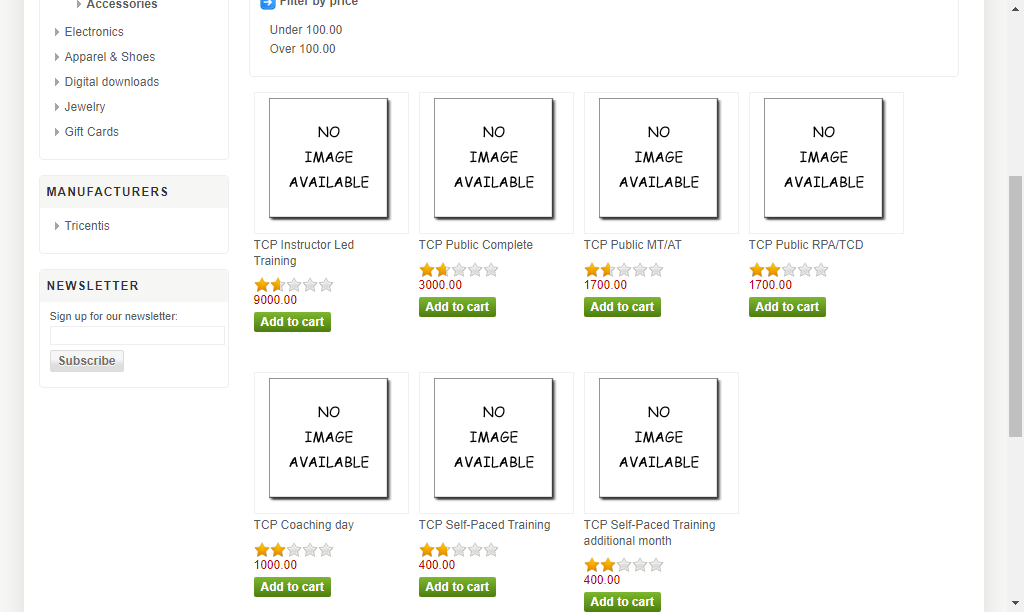 Accessories
Electronics
Apparel & Shoes
Digital downloads
Jewelry
Gift Cards
MANUFACTURERS
Tricentis
NEWSLETTER
Sign up for our newsletter:
Subscribe
Filter by price
Under 100.00
Over 100.00
NO
IMAGE
AVAILABLE
TCP Instructor Led
Training
9000.00
Add to cart
NO
IMAGE
AVAILABLE
TCP Public Complete
3000.00
Add to cart
NO
IMAGE
AVAILABLE
TCP Public MT/AT
1700.00
Add to cart
NO
IMAGE
AVAILABLE
TCP Public RPA/TCD
1700.00
Add to cart
NO
IMAGE
AVAILABLE
TCP Coaching day
1000.00
Add to cart
NO
IMAGE
AVAILABLE
TCP Self-Paced Training
400.00
Add to cart
NO
IMAGE
AVAILABLE
TCP Self-Paced Training
additional month
400.00
Add to cart